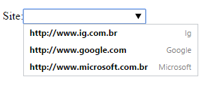 Site:
http://www.ig.com.br Ig
http://www.google.com Google
http://www.microsoft.com.br Microsoft